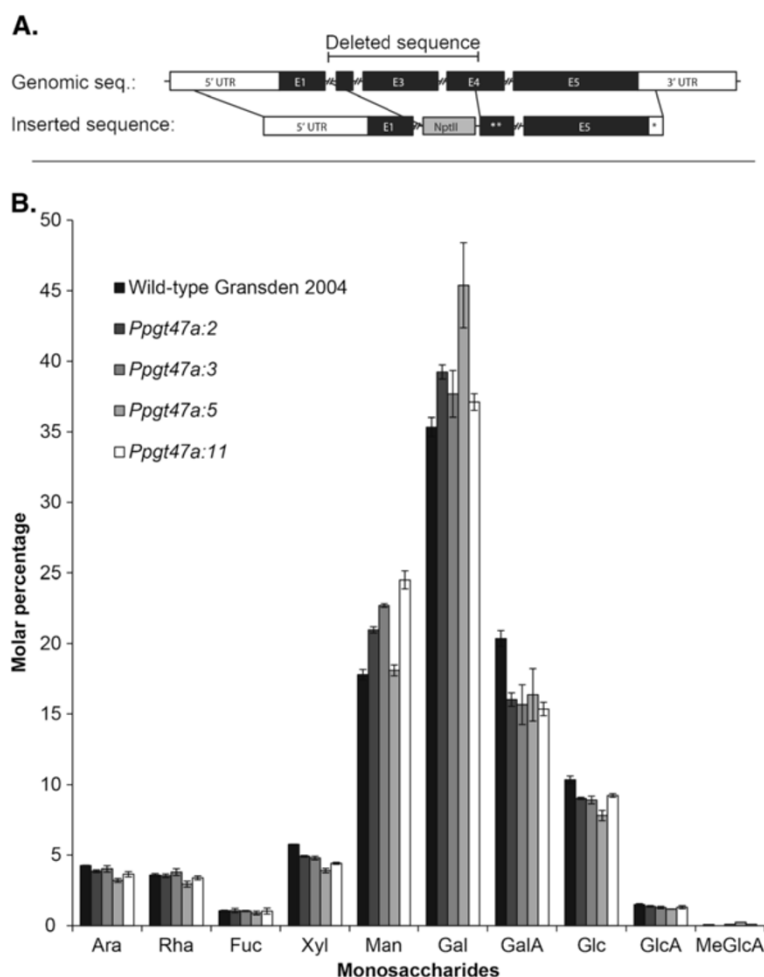 A.
Deleted sequence
Genomic seq.: 5' UTR E1 E3 E4 E5 3' UTR
Inserted sequence: 5' UTR E1 NptII ** E5 *
B.
50
45
40
35
30
25
20
15
10
5
0
Molar percentage
Wild-type Gransden 2004
Ppgt47a:2
Ppgt47a:3
Ppgt47a:5
Ppgt47a:11
Ara Rha Fuc Xyl Man Gal GalA Glc GlcA MeGlcA
Monosaccharides